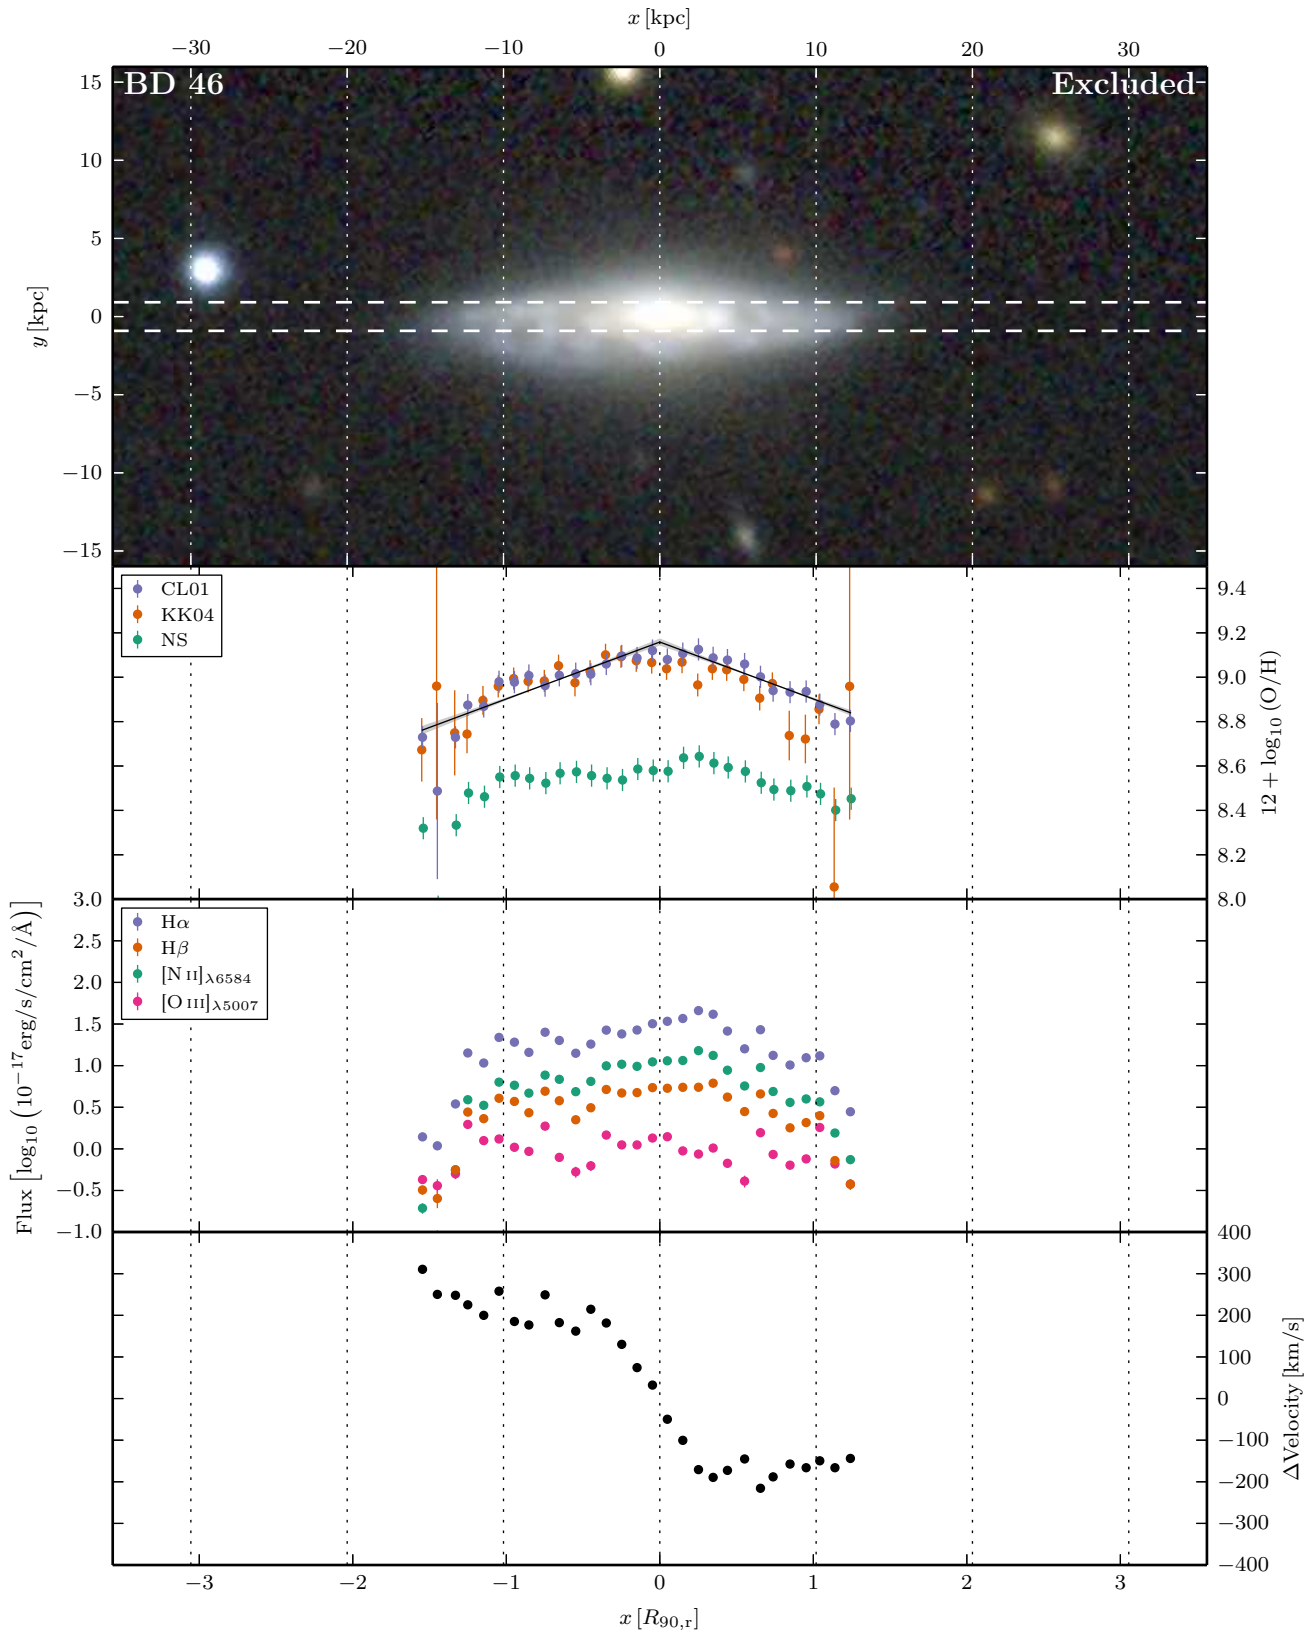 x [kpc]
−30 −20 −10 0 10 20 30
BD 46 Excluded
15
10
5
0
−5
−10
−15
y [kpc]
CL01
KK04
NS
9.4
9.2
9.0
8.8
8.6
8.4
8.2
8.0
12 + log₁₀ (O/H)
3.0
2.5
2.0
1.5
1.0
0.5
0.0
−0.5
−1.0
Flux [log₁₀ (10⁻¹⁷erg/s/cm²/Å)]
Hα
Hβ
[N II]λ6584
[O III]λ5007
400
300
200
100
0
−100
−200
−300
−400
ΔVelocity [km/s]
−3 −2 −1 0 1 2 3
x [R₉₀,ᵣ]